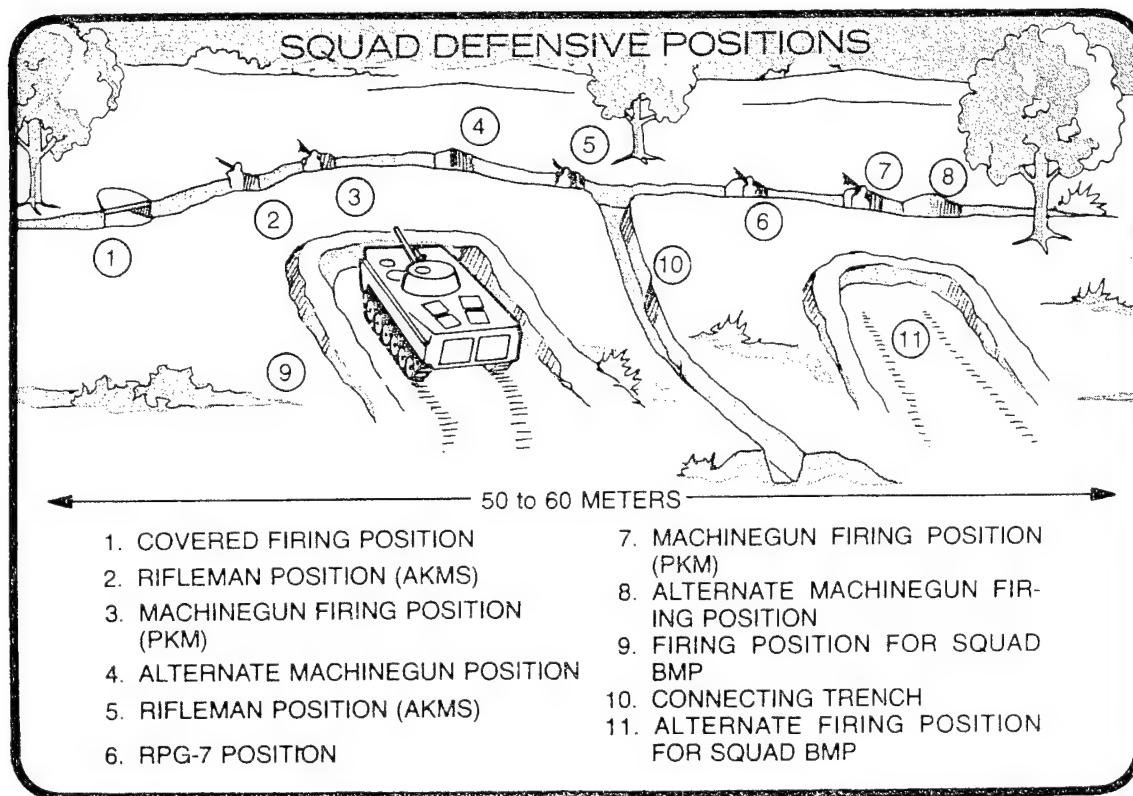 SQUAD DEFENSIVE POSITIONS
4
5
7
8
3
2
6
1
10
11
9
50 to 60 METERS
1. COVERED FIRING POSITION
2. RIFLEMAN POSITION (AKMS)
3. MACHINEGUN FIRING POSITION
(PKM)
4. ALTERNATE MACHINEGUN POSITION
5. RIFLEMAN POSITION (AKMS)
6. RPG-7 POSITION
7. MACHINEGUN FIRING POSITION
(PKM)
8. ALTERNATE MACHINEGUN FIR-
ING POSITION
9. FIRING POSITION FOR SQUAD
BMP
10. CONNECTING TRENCH
11. ALTERNATE FIRING POSITION
FOR SQUAD BMP